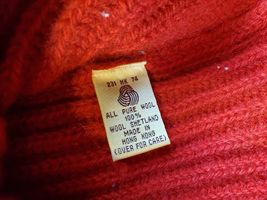 231 HK 74
ALL PURE WOOL
100%
WOOL SHETLAND
MADE IN
HONG KONG
(OVER FOR CARE)